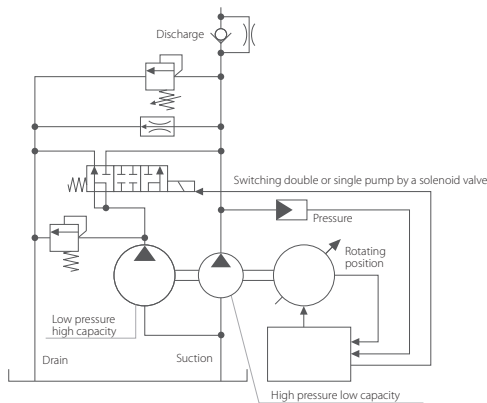 Discharge
Switching double or single pump by a solenoid valve
Pressure
Rotating
position
Low pressure
high capacity
Drain
Suction
High pressure low capacity